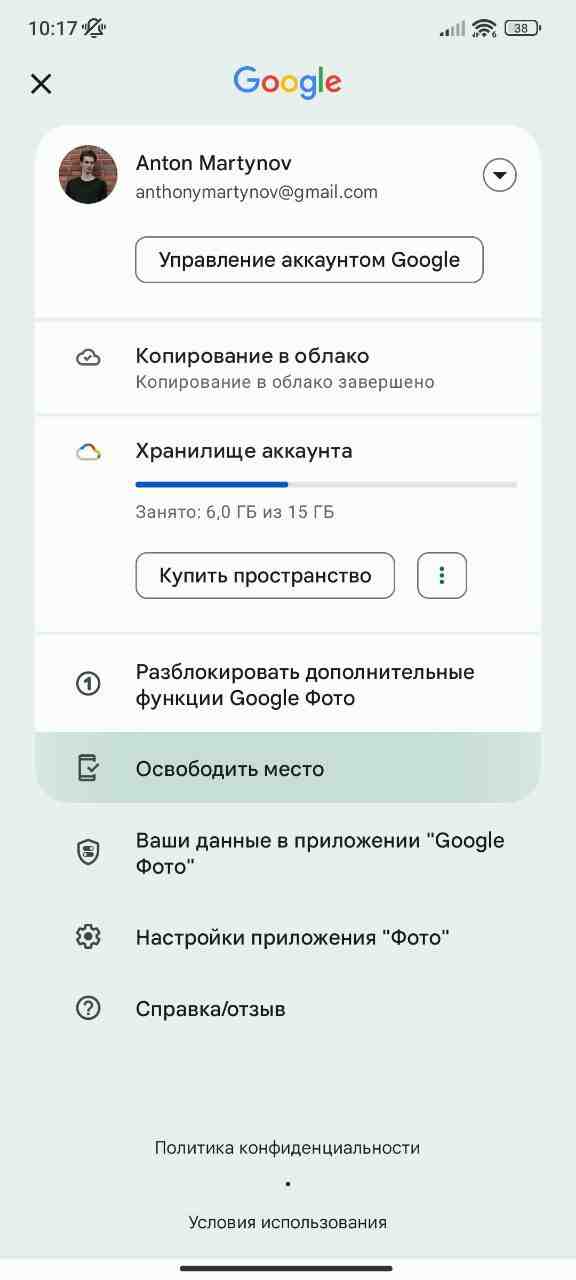 10:17
38
Google
Anton Martynov
anthonymartynov@gmail.com
Управление аккаунтом Google
Копирование в облако
Копирование в облако завершено
Хранилище аккаунта
Занято: 6,0 ГБ из 15 ГБ
Купить пространство
Разблокировать дополнительные
функции Google Фото
Освободить место
Ваши данные в приложении "Google
Фото"
Настройки приложения "Фото"
Справка/отзыв
Политика конфиденциальности
•
Условия использования